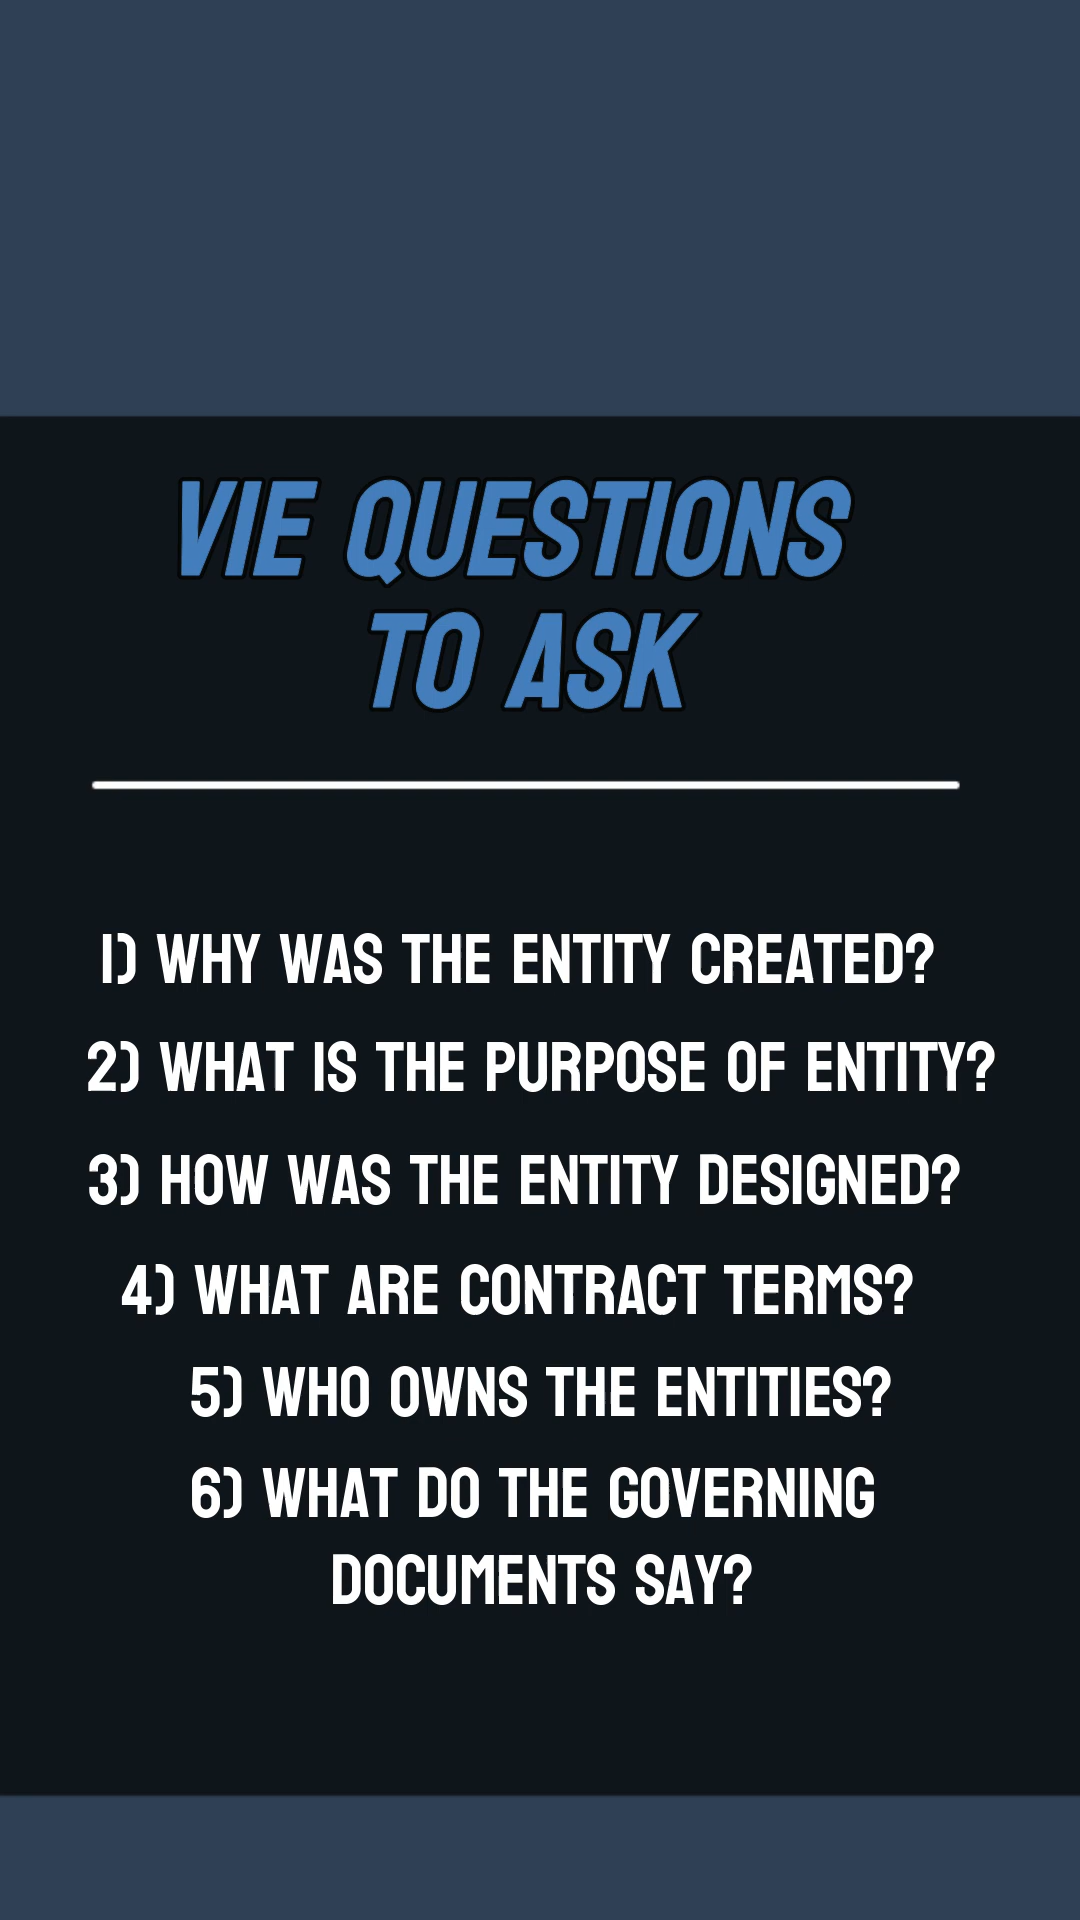 VIE QUESTIONS
TO ASK
1) WHY WAS THE ENTITY CREATED?
2) WHAT IS THE PURPOSE OF ENTITY?
3) HOW WAS THE ENTITY DESIGNED?
4) WHAT ARE CONTRACT TERMS?
5) WHO OWNS THE ENTITIES?
6) WHAT DO THE GOVERNING
DOCUMENTS SAY?